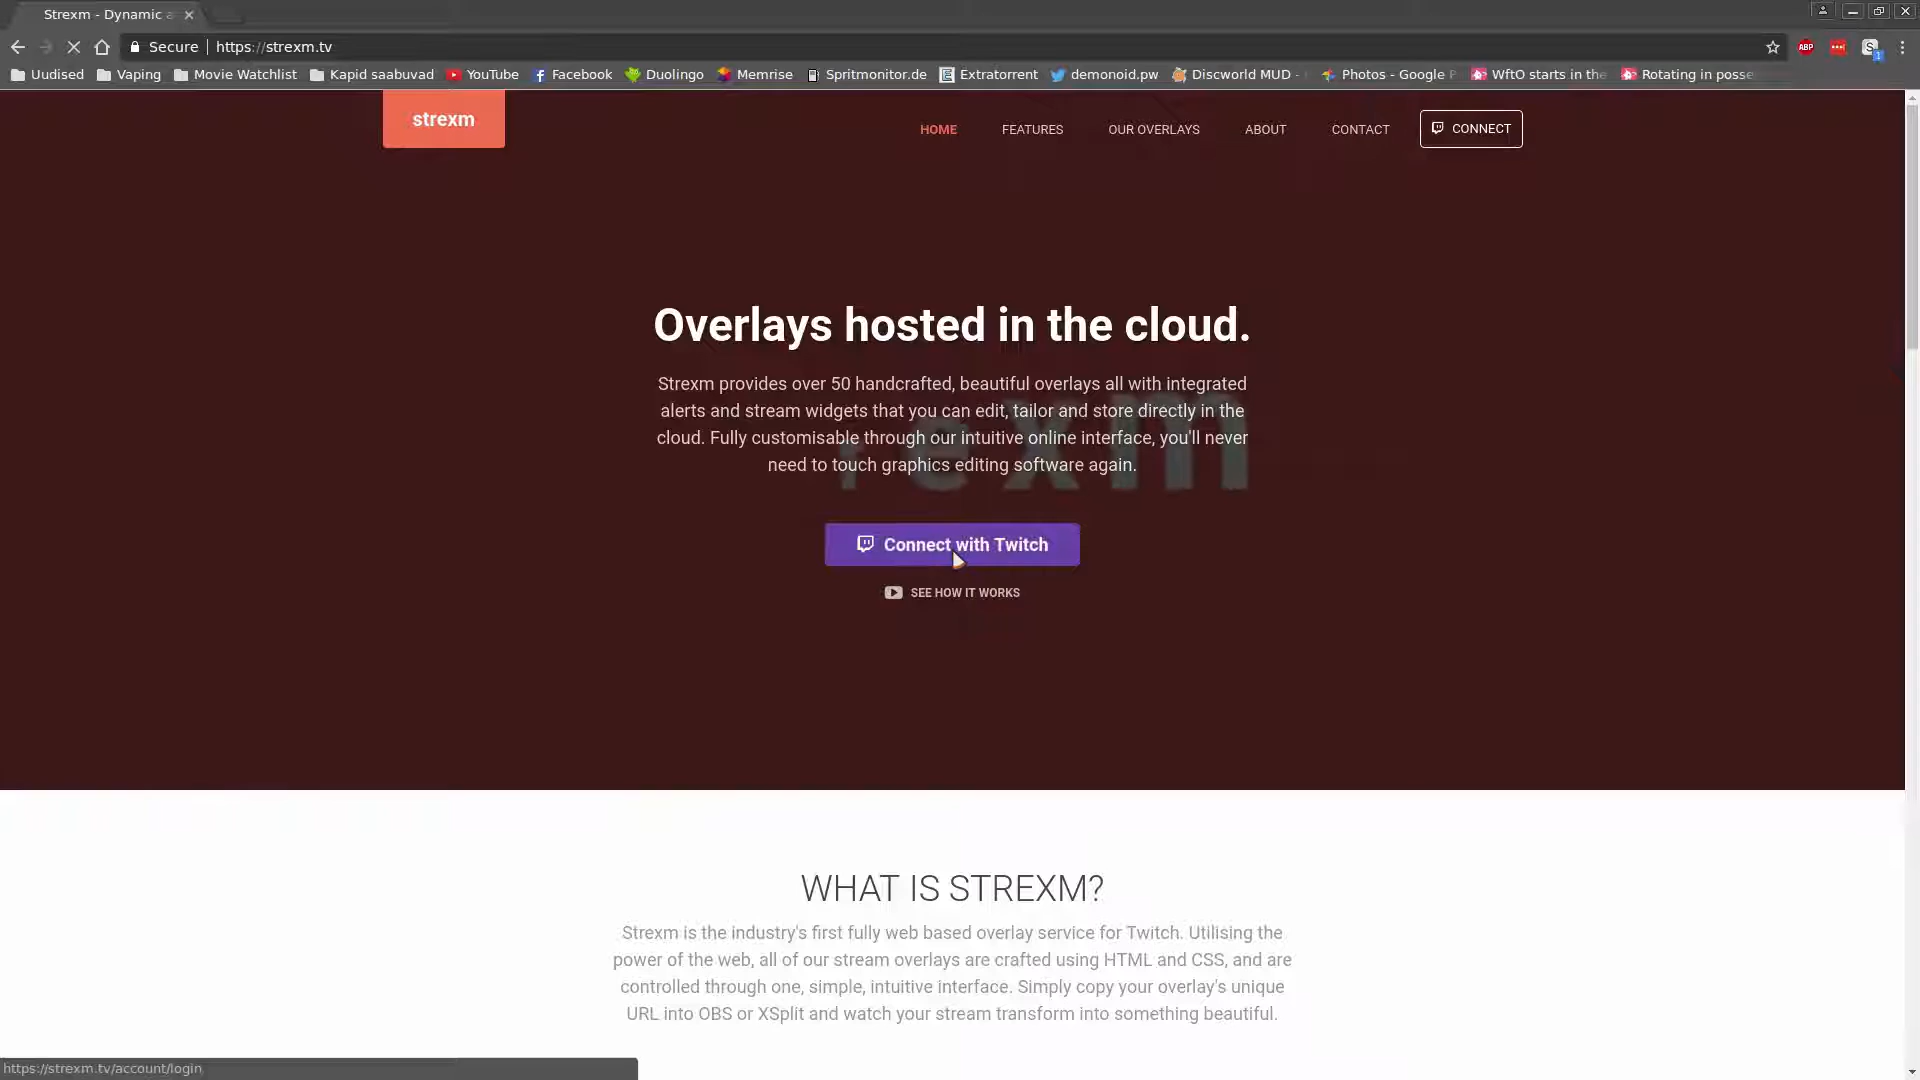 Strexm - Dynamic a
Secure
https://strexm.tv
Uudised
Vaping
Movie Watchlist
Kapid saabuvad
YouTube
Facebook
Duolingo
Memrise
Spritmonitor.de
Extratorrent
demonoid.pw
Discworld MUD -
Photos - Google P
WftO starts in the
Rotating in posse
ABP
S
1
strexm
HOME
FEATURES
OUR OVERLAYS
ABOUT
CONTACT
CONNECT
Overlays hosted in the cloud.
Strexm provides over 50 handcrafted, beautiful overlays all with integrated
alerts and stream widgets that you can edit, tailor and store directly in the
cloud. Fully customisable through our intuitive online interface, you'll never
need to touch graphics editing software again.
rexm
Connect with Twitch
SEE HOW IT WORKS
WHAT IS STREXM?
Strexm is the industry's first fully web based overlay service for Twitch. Utilising the
power of the web, all of our stream overlays are crafted using HTML and CSS, and are
controlled through one, simple, intuitive interface. Simply copy your overlay's unique
URL into OBS or XSplit and watch your stream transform into something beautiful.
https://strexm.tv/account/login